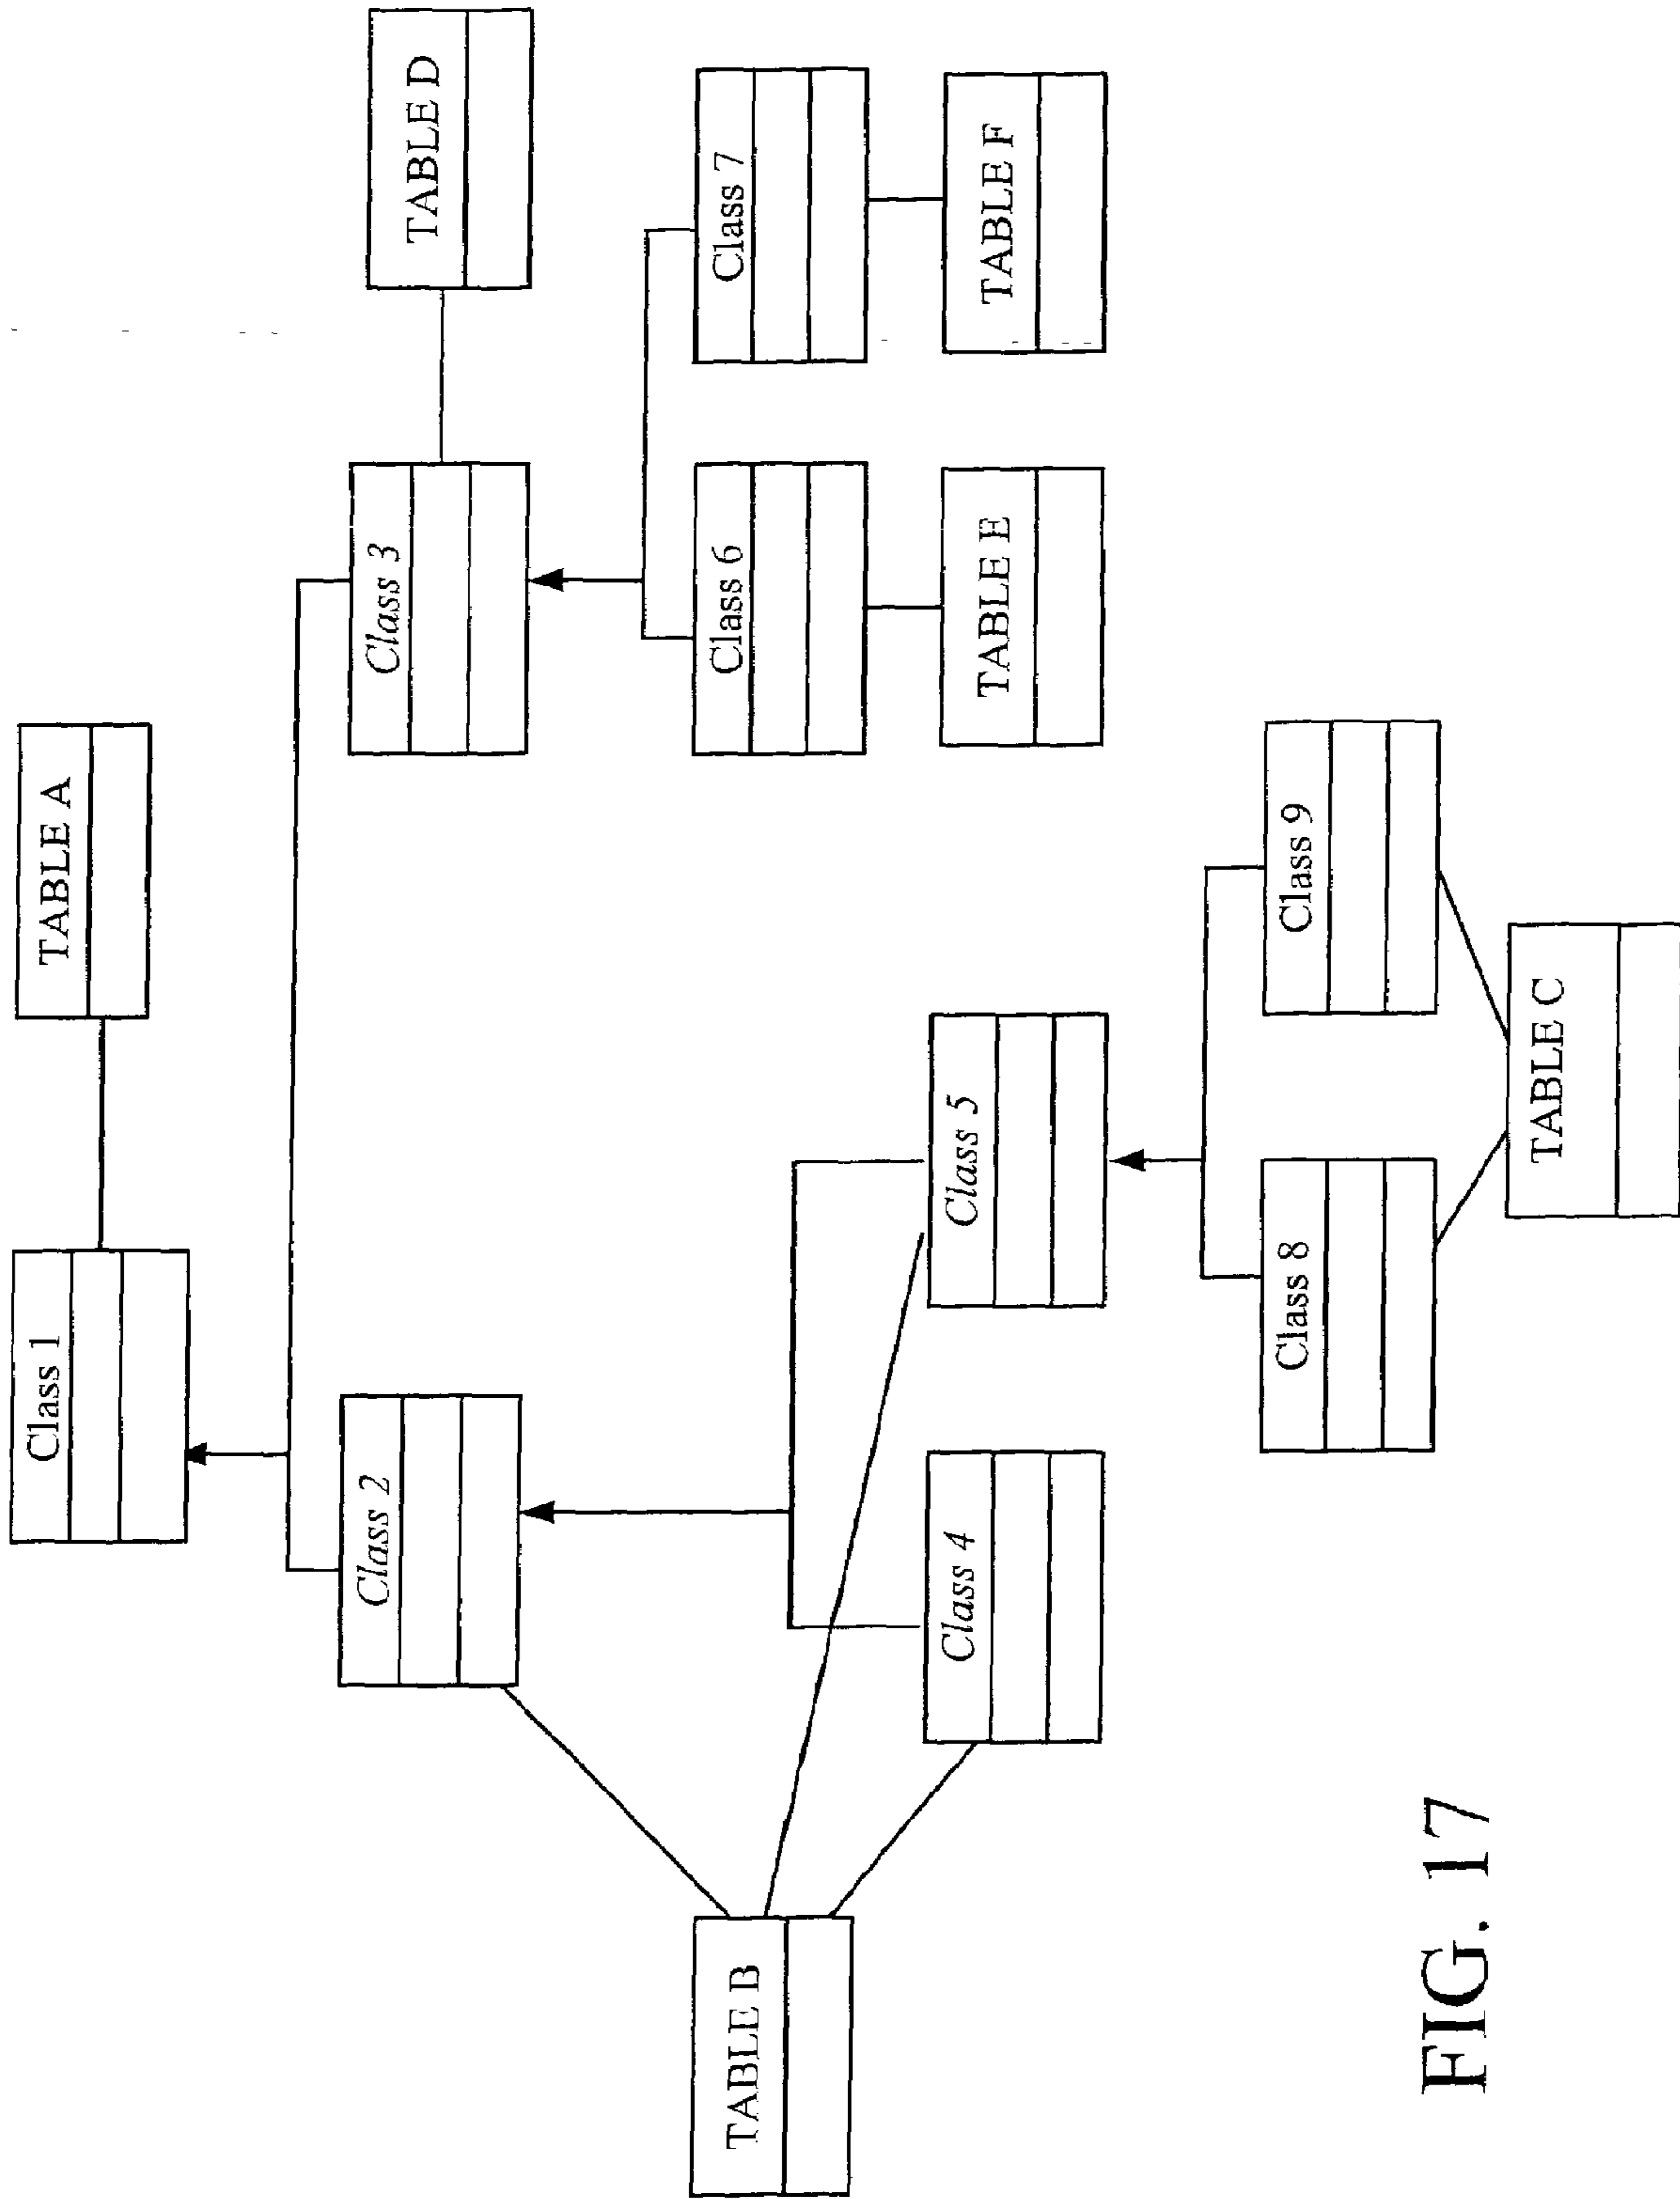 Class 1
TABLE A
Class 2
Class 3
TABLE D
TABLE B
Class 6
Class 7
Class 4
Class 5
TABLE E
TABLE F
Class 8
Class 9
TABLE C
FIG. 17